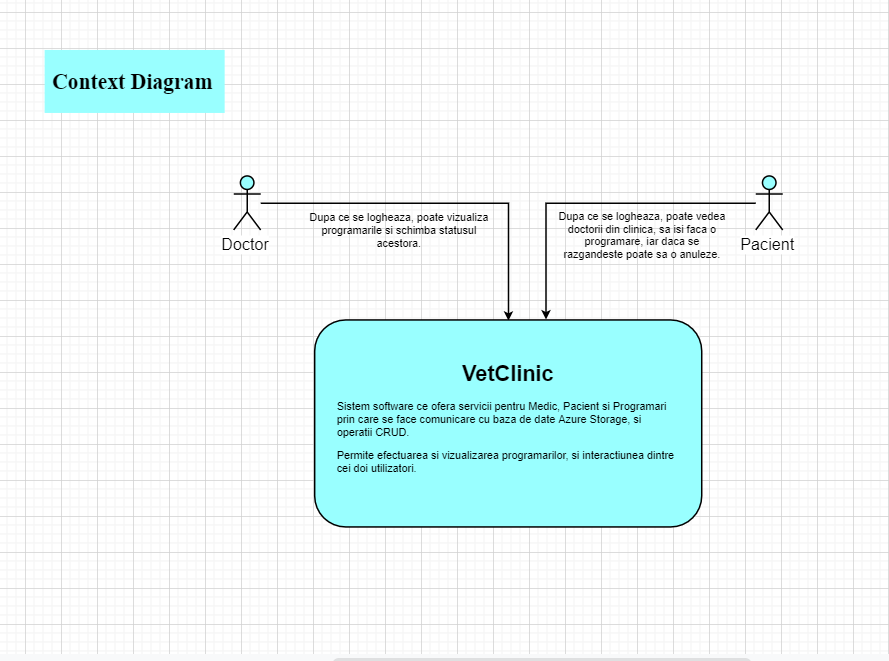 Context Diagram
Doctor
Dupa ce se logheaza, poate vizualiza
programarile si schimba statusul
acestora.
Dupa ce se logheaza, poate vedea
doctorii din clinica, sa isi faca o
programare, iar daca se
razgandeste poate sa o anuleze.
Pacient
VetClinic
Sistem software ce ofera servicii pentru Medic, Pacient si Programari
prin care se face comunicare cu baza de date Azure Storage, si
operatii CRUD.
Permite efectuarea si vizualizarea programarilor, si interactiunea dintre
cei doi utilizatori.